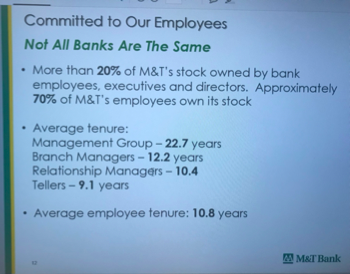 Committed to Our Employees
Not All Banks Are The Same
• More than 20% of M&T's stock owned by bank
employees, executives and directors. Approximately
70% of M&T's employees own its stock
• Average tenure:
Management Group – 22.7 years
Branch Managers – 12.2 years
Relationship Managers – 10.4
Tellers – 9.1 years
• Average employee tenure: 10.8 years
M&T Bank